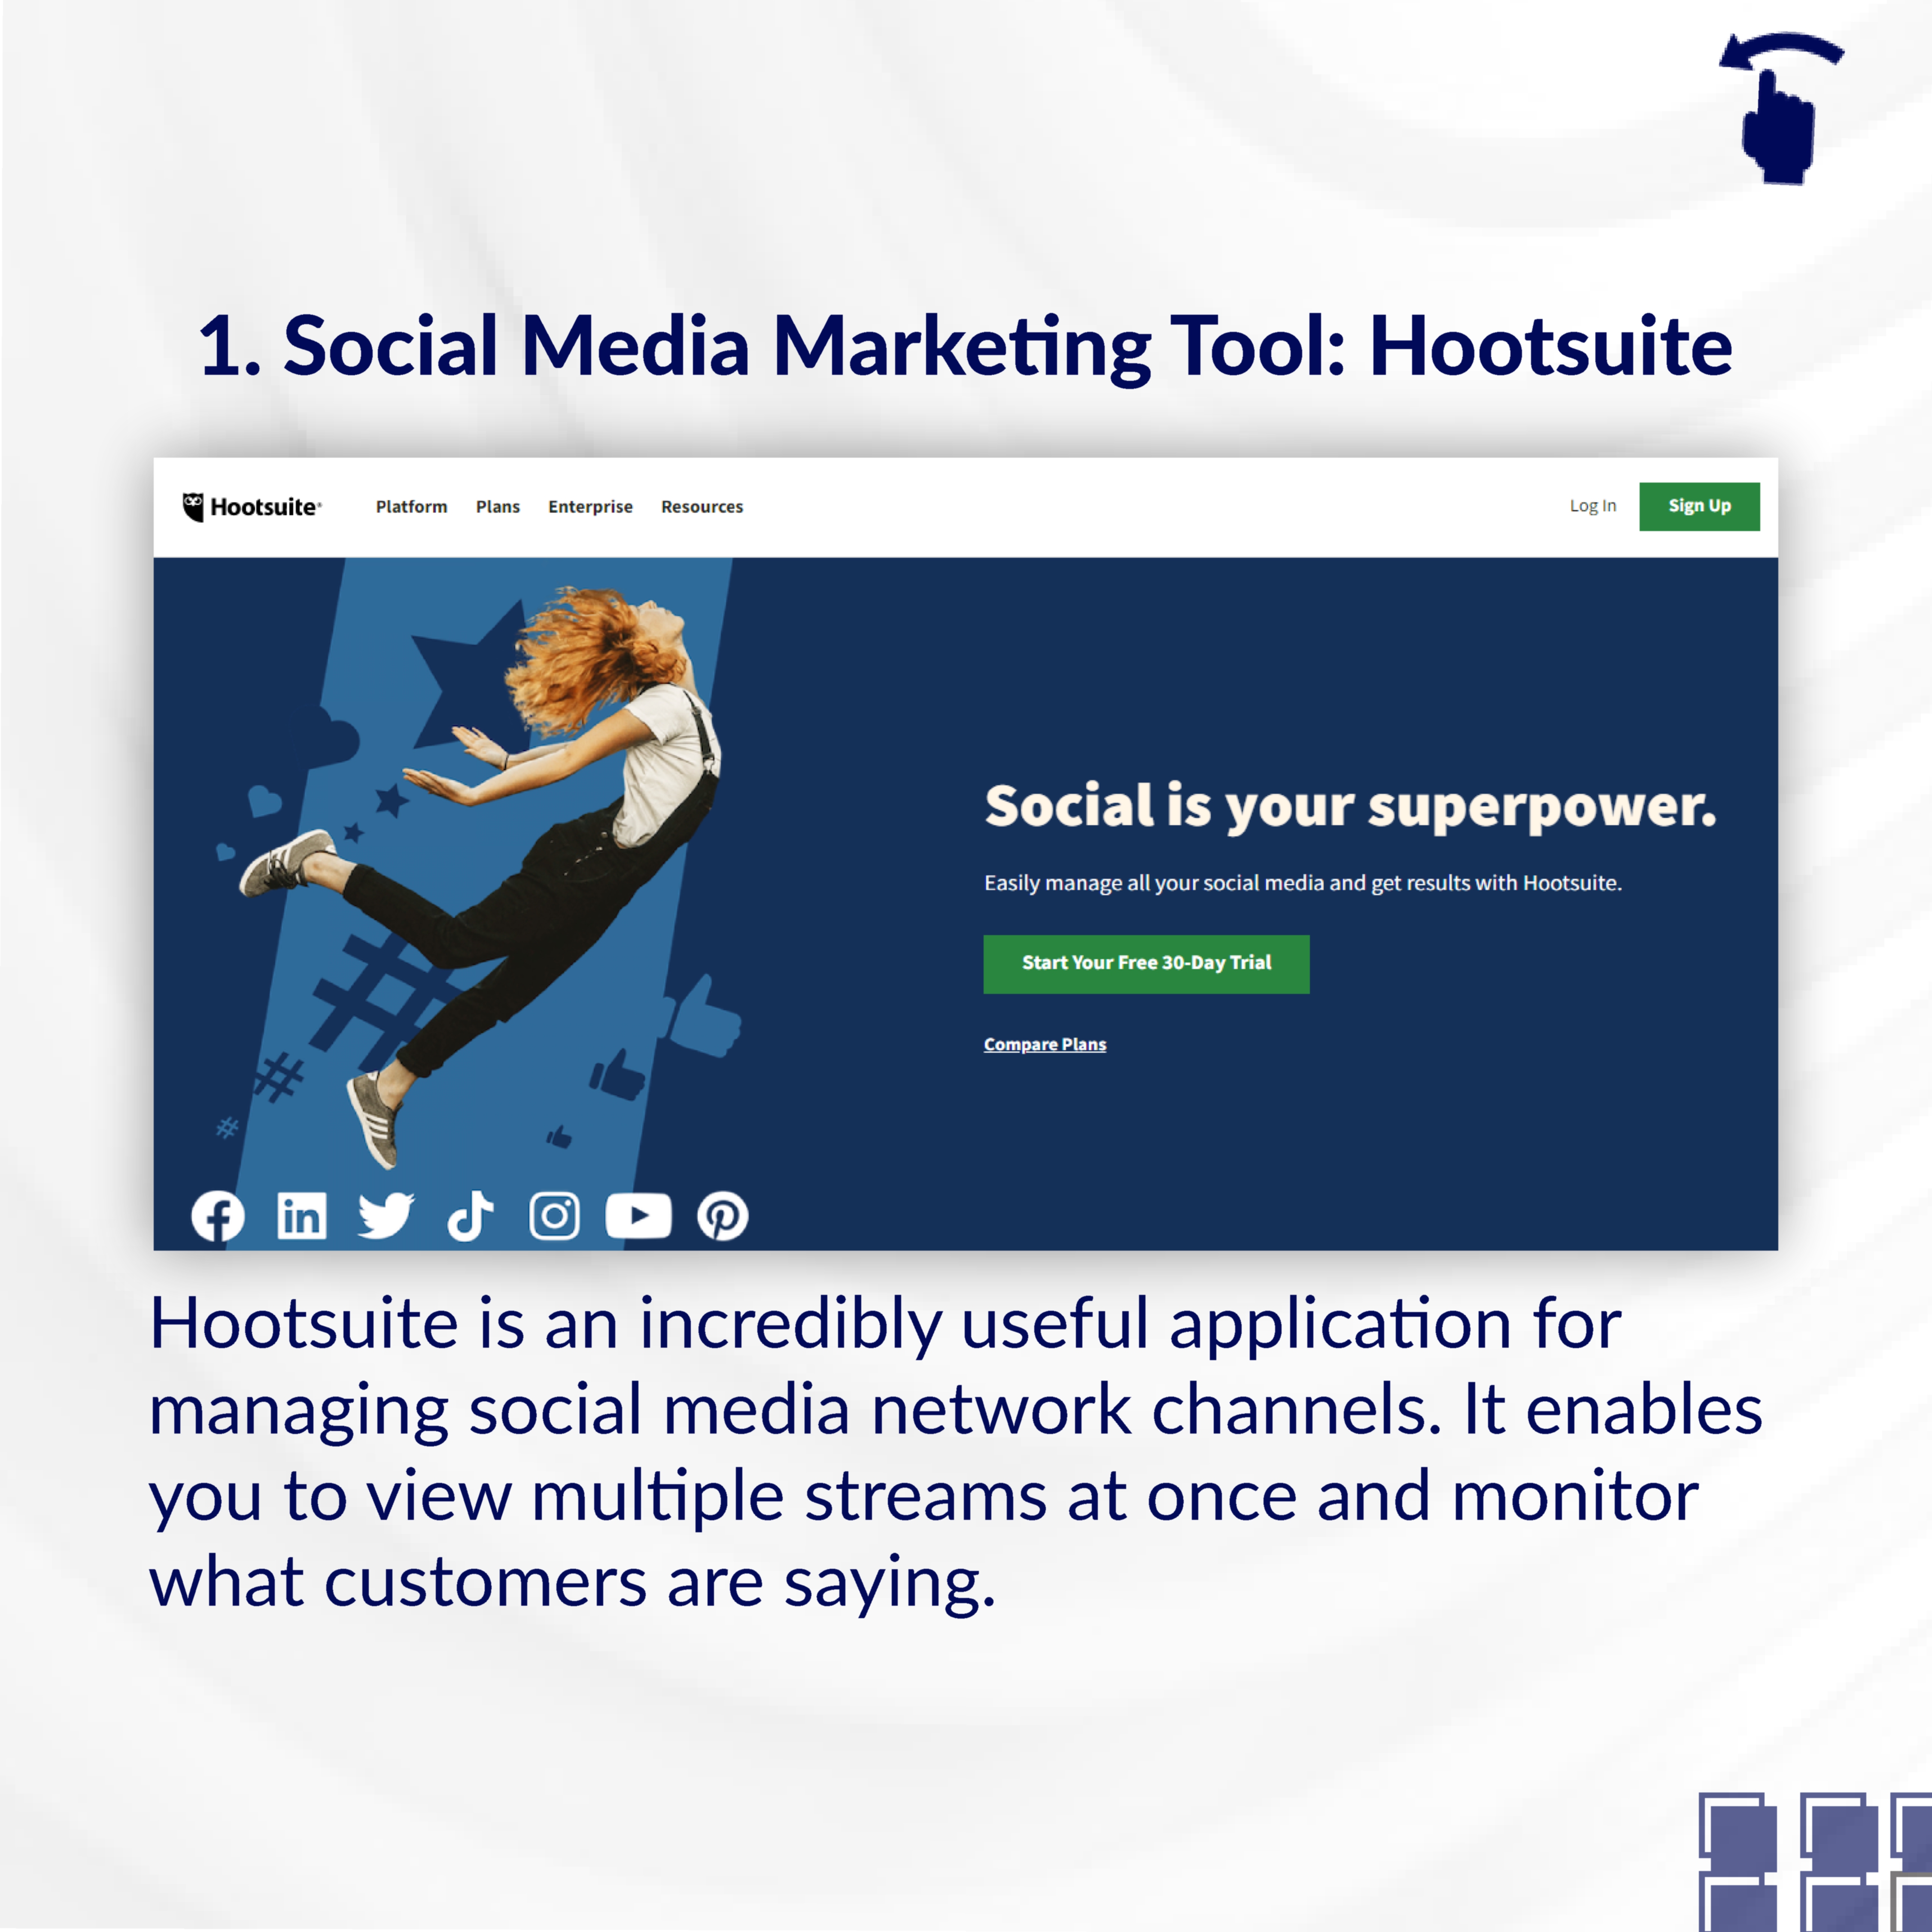 1. Social Media Marketing Tool: Hootsuite
Hootsuite®
Platform Plans Enterprise Resources
Log In Sign Up
Social is your superpower.
Easily manage all your social media and get results with Hootsuite.
Start Your Free 30-Day Trial
Compare Plans
Hootsuite is an incredibly useful application for
managing social media network channels. It enables
you to view multiple streams at once and monitor
what customers are saying.